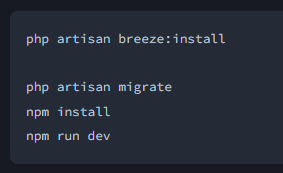 php artisan breeze:install
php artisan migrate
npm install
npm run dev